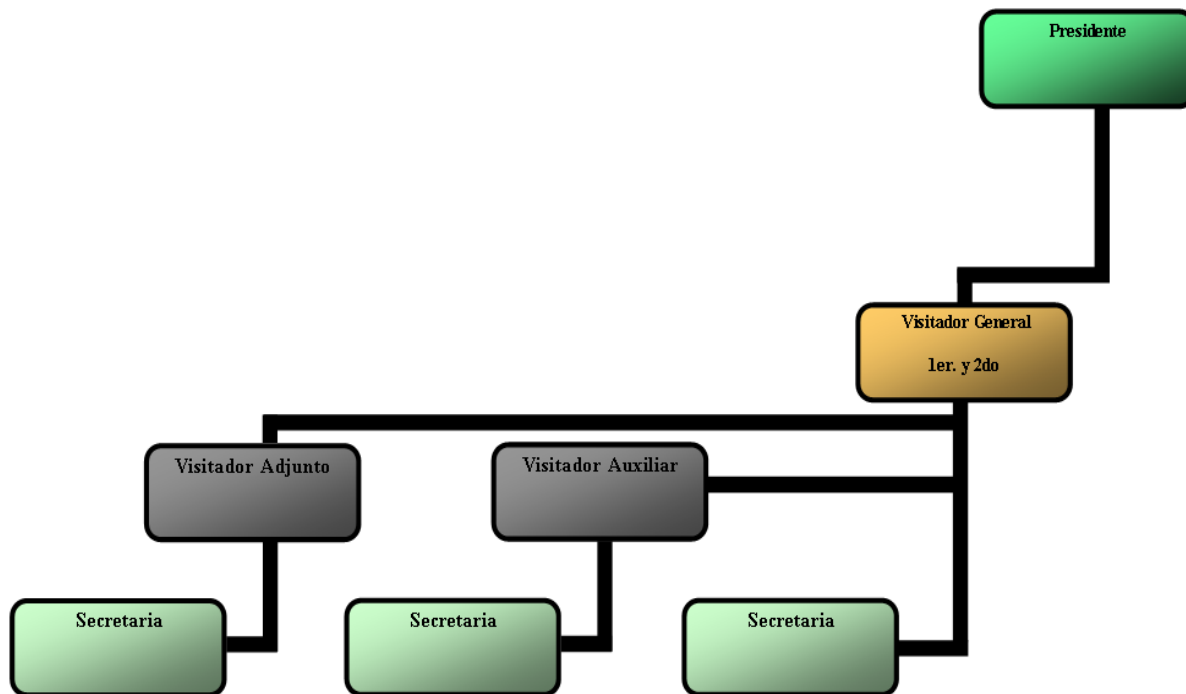 Presidente
Visitador General
1er. y 2do
Visitador Adjunto
Visitador Auxiliar
Secretaria
Secretaria
Secretaria